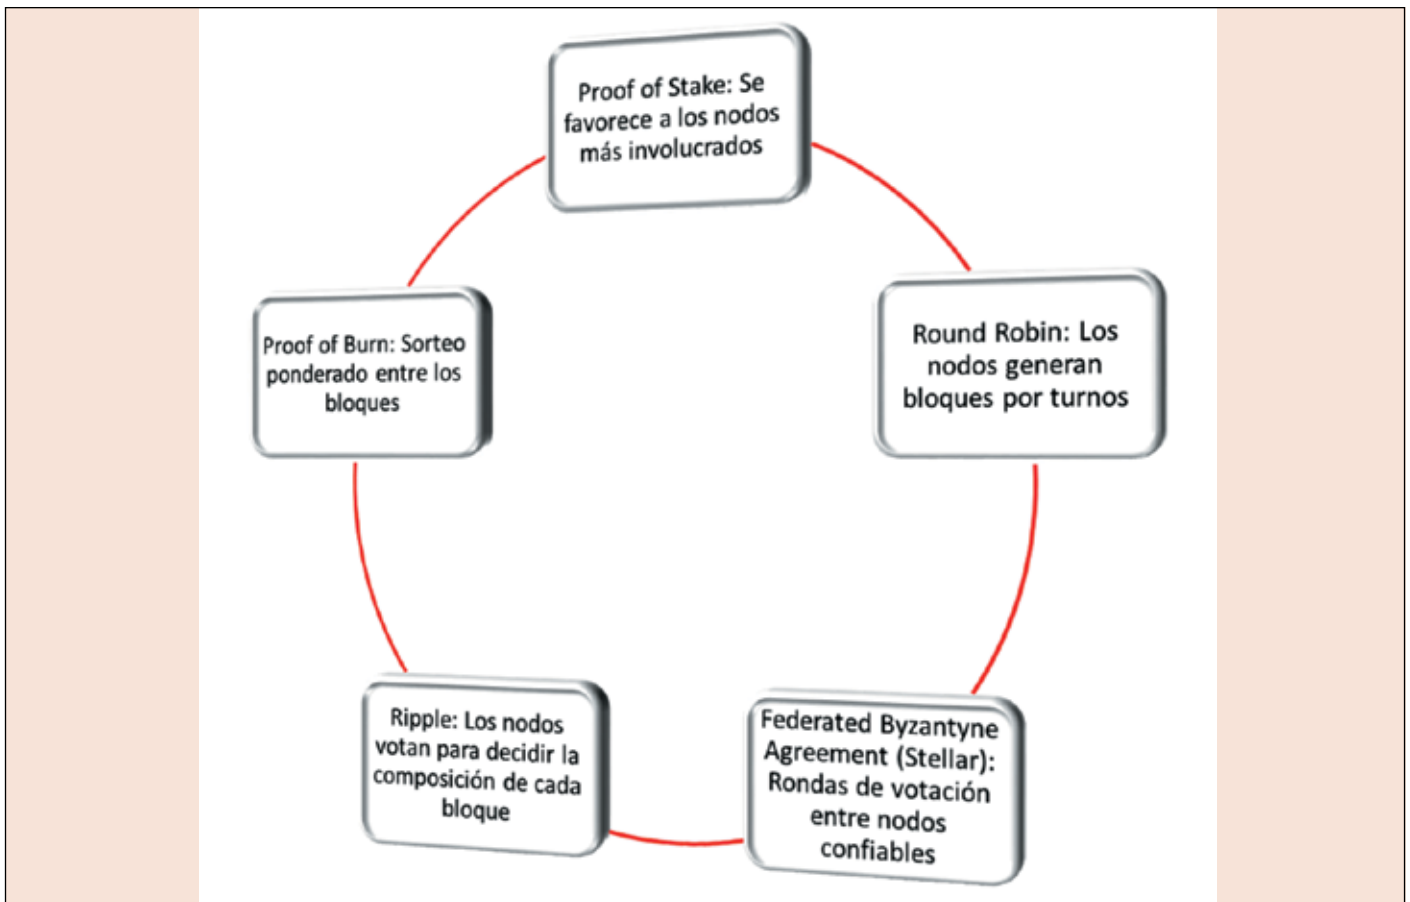 Proof of Stake: Se
favorece a los nodos
más involucrados
Round Robin: Los
nodos generan
bloques por turnos
Federated Byzantyne
Agreement (Stellar):
Rondas de votación
entre nodos
confiables
Ripple: Los nodos
votan para decidir la
composición de cada
bloque
Proof of Burn: Sorteo
ponderado entre los
bloques